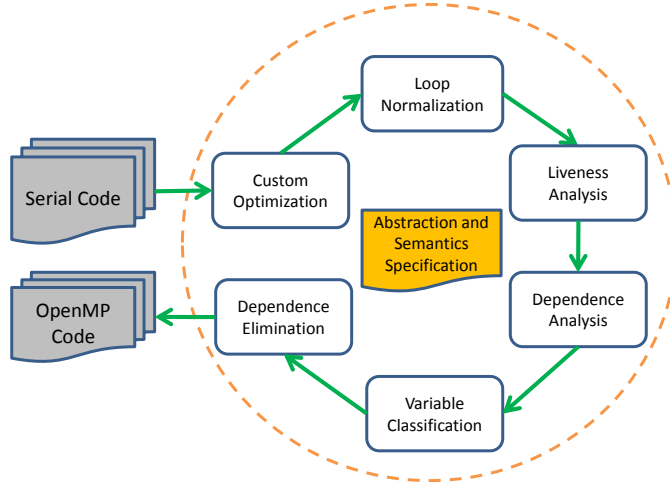 Loop
Normalization
Serial Code
Custom
Optimization
Liveness
Analysis
Abstraction and
Semantics
Specification
OpenMP
Code
Dependence
Elimination
Dependence
Analysis
Variable
Classification